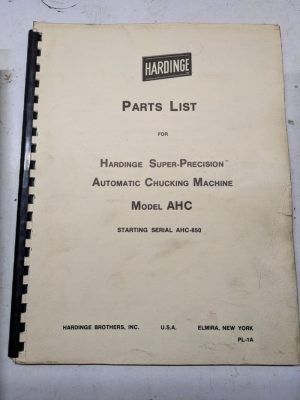 HARDINGE
PARTS LIST
FOR
HARDINGE SUPER-PRECISION™
AUTOMATIC CHUCKING MACHINE
MODEL AHC
STARTING SERIAL AHC-650
HARDINGE BROTHERS, INC. U.S.A. ELMIRA, NEW YORK
PL-1A